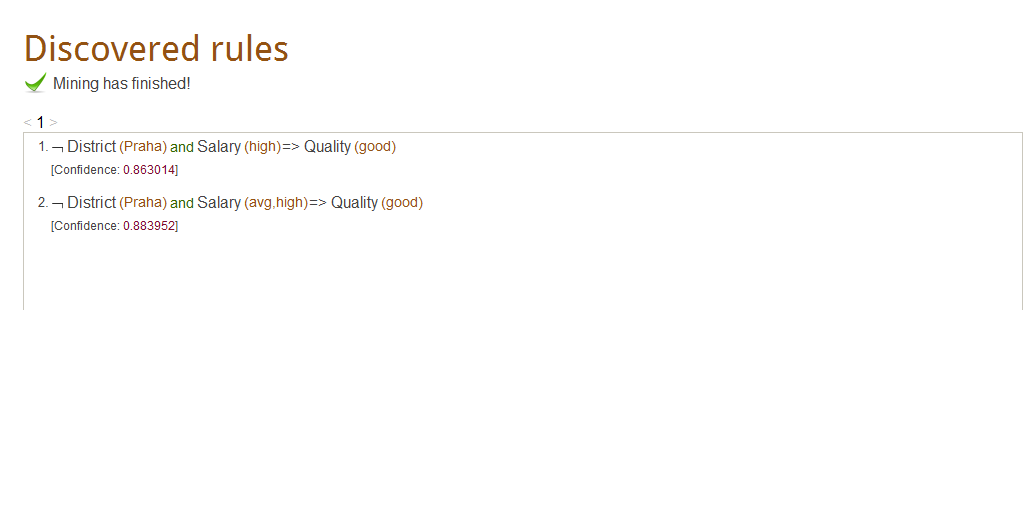 Discovered rules
Mining has finished!
< 1 >
1. ¬ District (Praha) and Salary (high)=> Quality (good)
[Confidence: 0.863014]
2. ¬ District (Praha) and Salary (avg,high)=> Quality (good)
[Confidence: 0.883952]